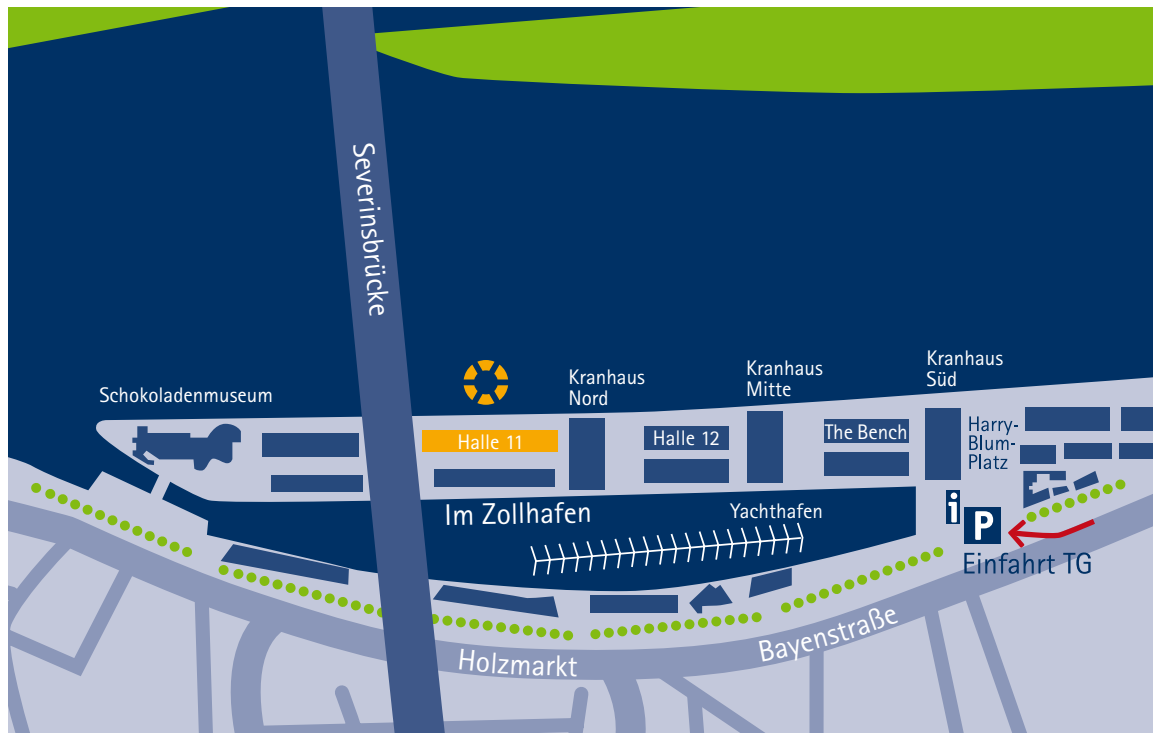 Severinsbrücke
Schokoladenmuseum
Kranhaus
Nord
Kranhaus
Mitte
Kranhaus
Süd
Halle 11
Halle 12
The Bench
Harry-
Blum-
Platz
Im Zollhafen
Yachthafen
i
P
Einfahrt TG
Holzmarkt
Bayenstraße